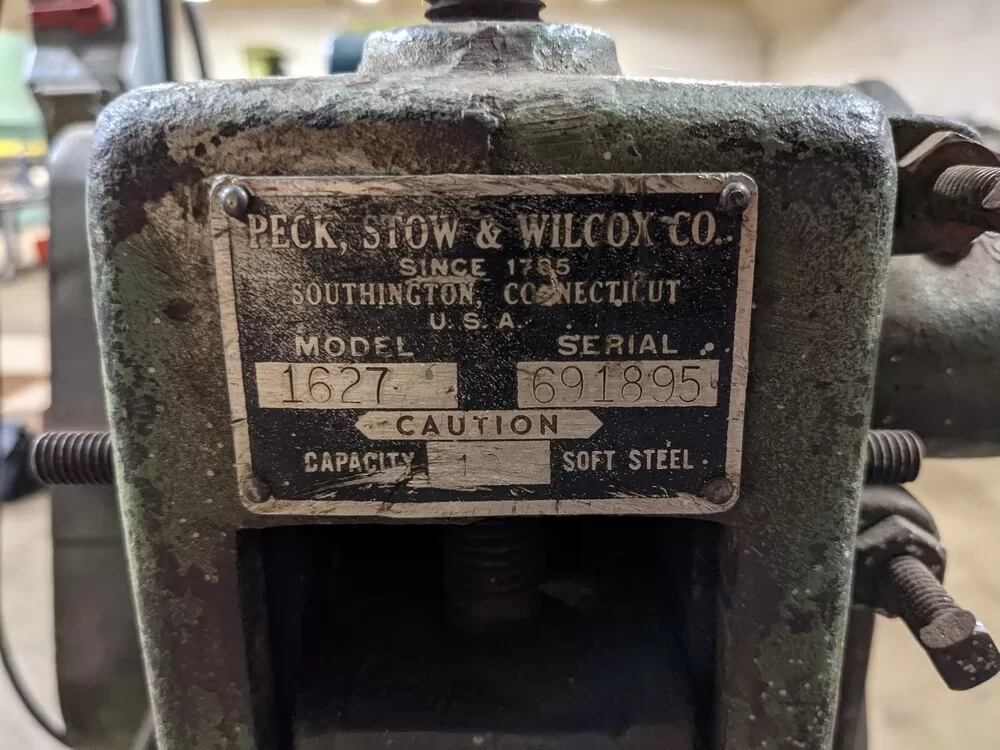 PECK, STOW & WILCOX CO.
SINCE 1785
SOUTHINGTON, CONNECTICUT
U.S.A.
MODEL SERIAL
1627 691895
CAUTION
CAPACITY SOFT STEEL